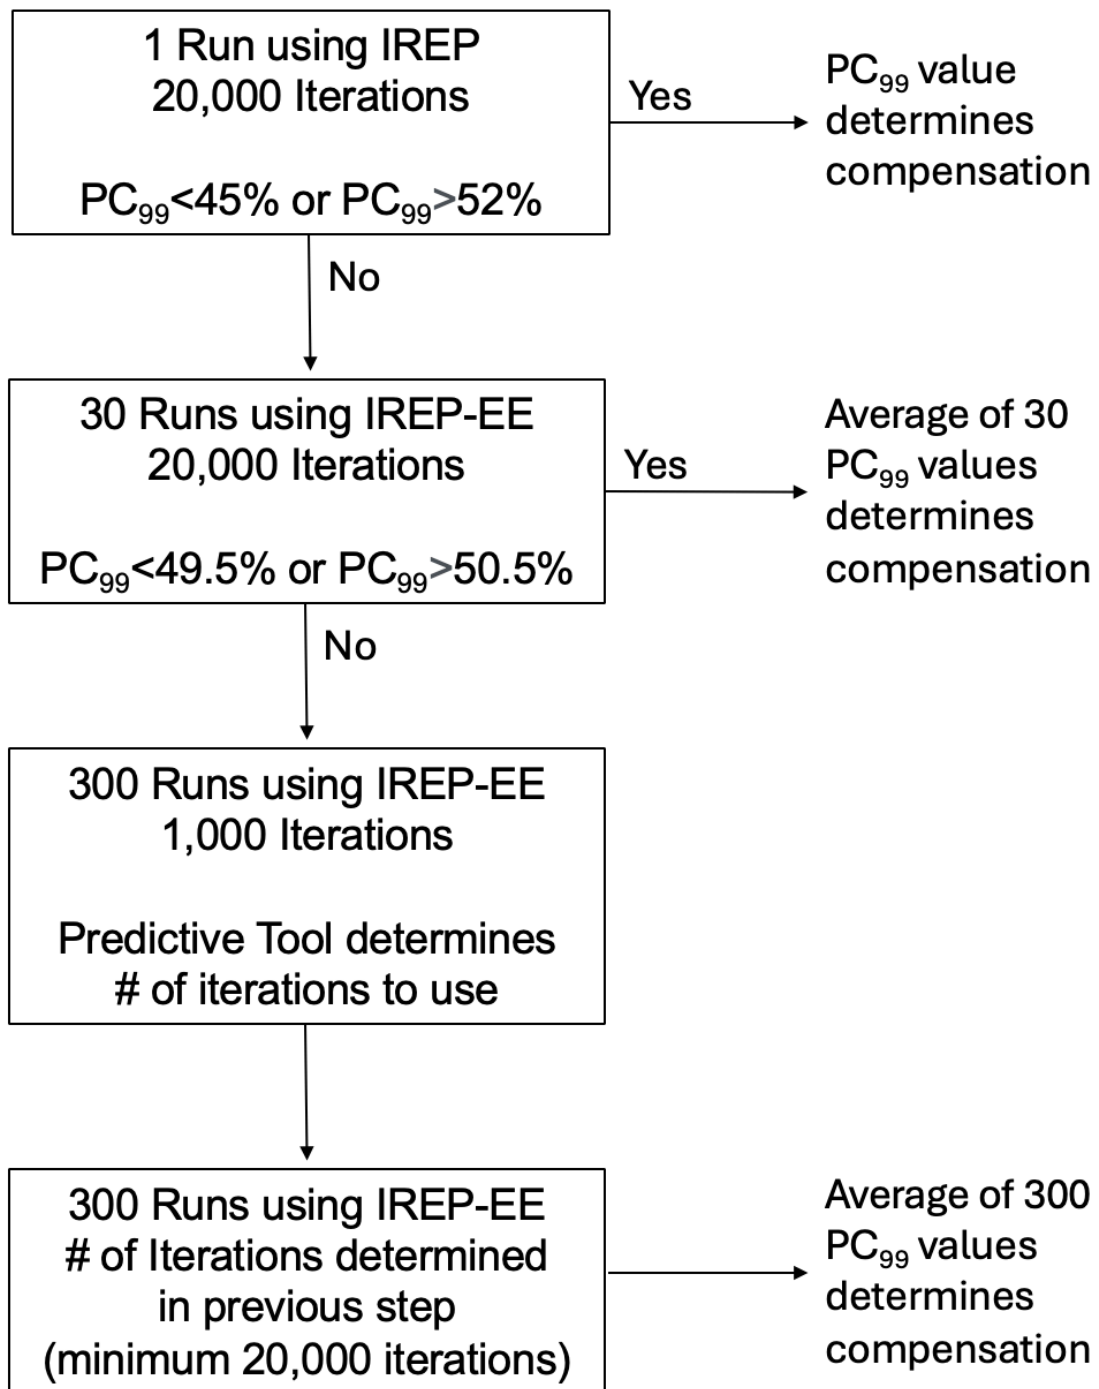 1 Run using IREP
20,000 Iterations
PC₉₉<45% or PC₉₉>52%
Yes
PC₉₉ value
determines
compensation
No
30 Runs using IREP-EE
20,000 Iterations
PC₉₉<49.5% or PC₉₉>50.5%
Yes
Average of 30
PC₉₉ values
determines
compensation
No
300 Runs using IREP-EE
1,000 Iterations
Predictive Tool determines
# of iterations to use
300 Runs using IREP-EE
# of Iterations determined
in previous step
(minimum 20,000 iterations)
Average of 300
PC₉₉ values
determines
compensation